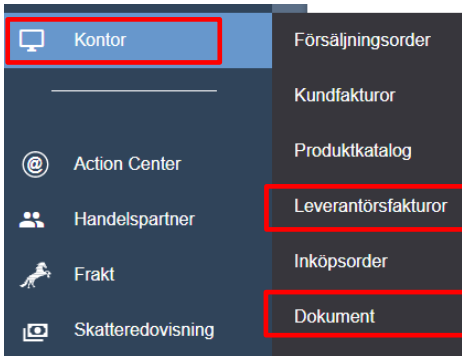 Kontor
Action Center
Handelspartner
Frakt
Skatteredovisning
Försäljningsorder
Kundfakturor
Produktkatalog
Leverantörsfakturor
Inköpsorder
Dokument